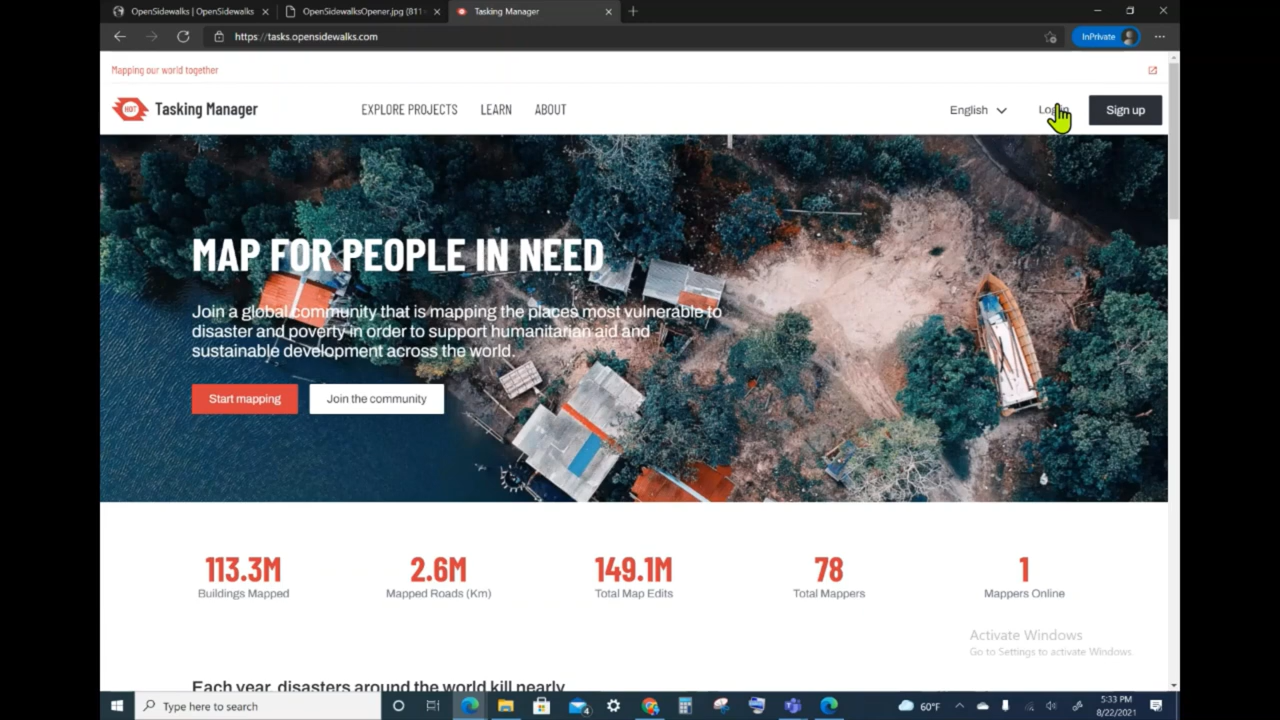 OpenSidewalks | OpenSidewalks
OpenSidewalksOpener.jpg (811
Tasking Manager
https://tasks.opensidewalks.com
InPrivate
Mapping our world together
HOT
Tasking Manager
EXPLORE PROJECTS
LEARN
ABOUT
English
Sign up
MAP FOR PEOPLE IN NEED
Join a global community that is mapping the places most vulnerable to
disaster and poverty in order to support humanitarian aid and
sustainable development across the world.
Start mapping
Join the community
113.3M
Buildings Mapped
2.6M
Mapped Roads (Km)
149.1M
Total Map Edits
78
Total Mappers
1
Mappers Online
Activate Windows
Go to Settings to activate Windows.
Each year, disasters around the world kill nearly
Type here to search
4
60°F
5:33 PM
8/22/2021